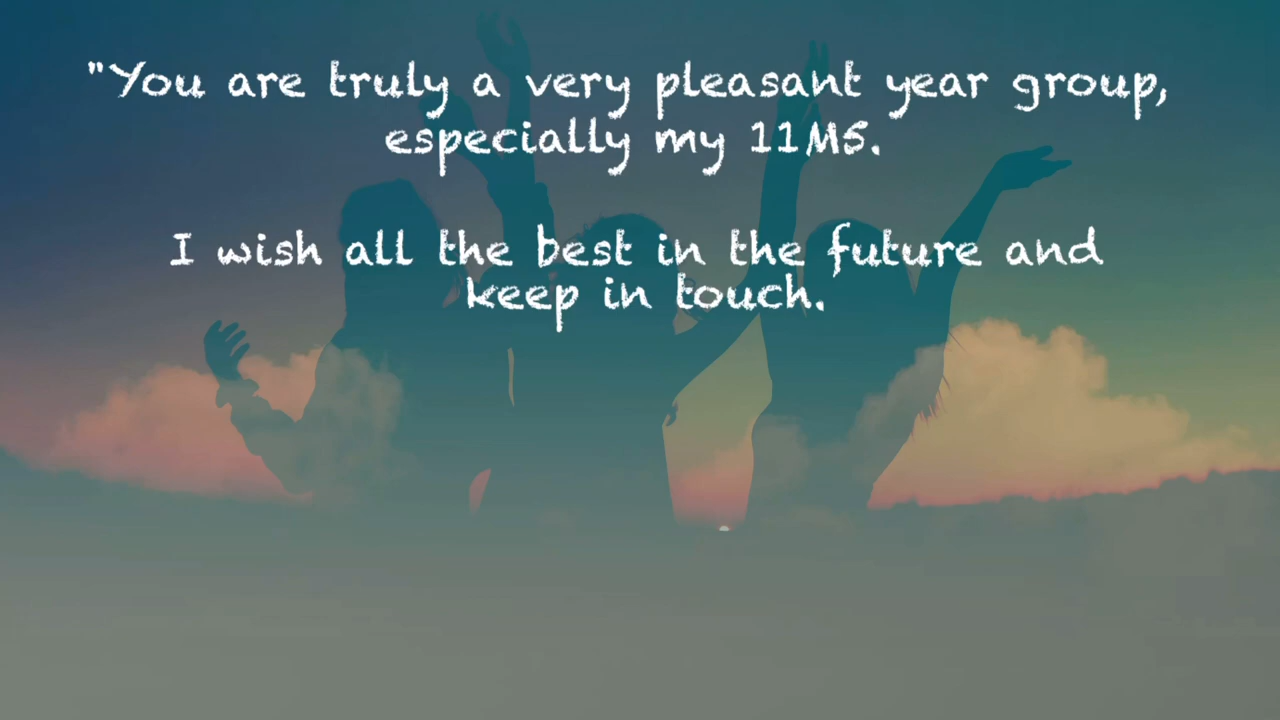 "You are truly a very pleasant year group,
especially my 11M5.
I wish all the best in the future and
keep in touch.